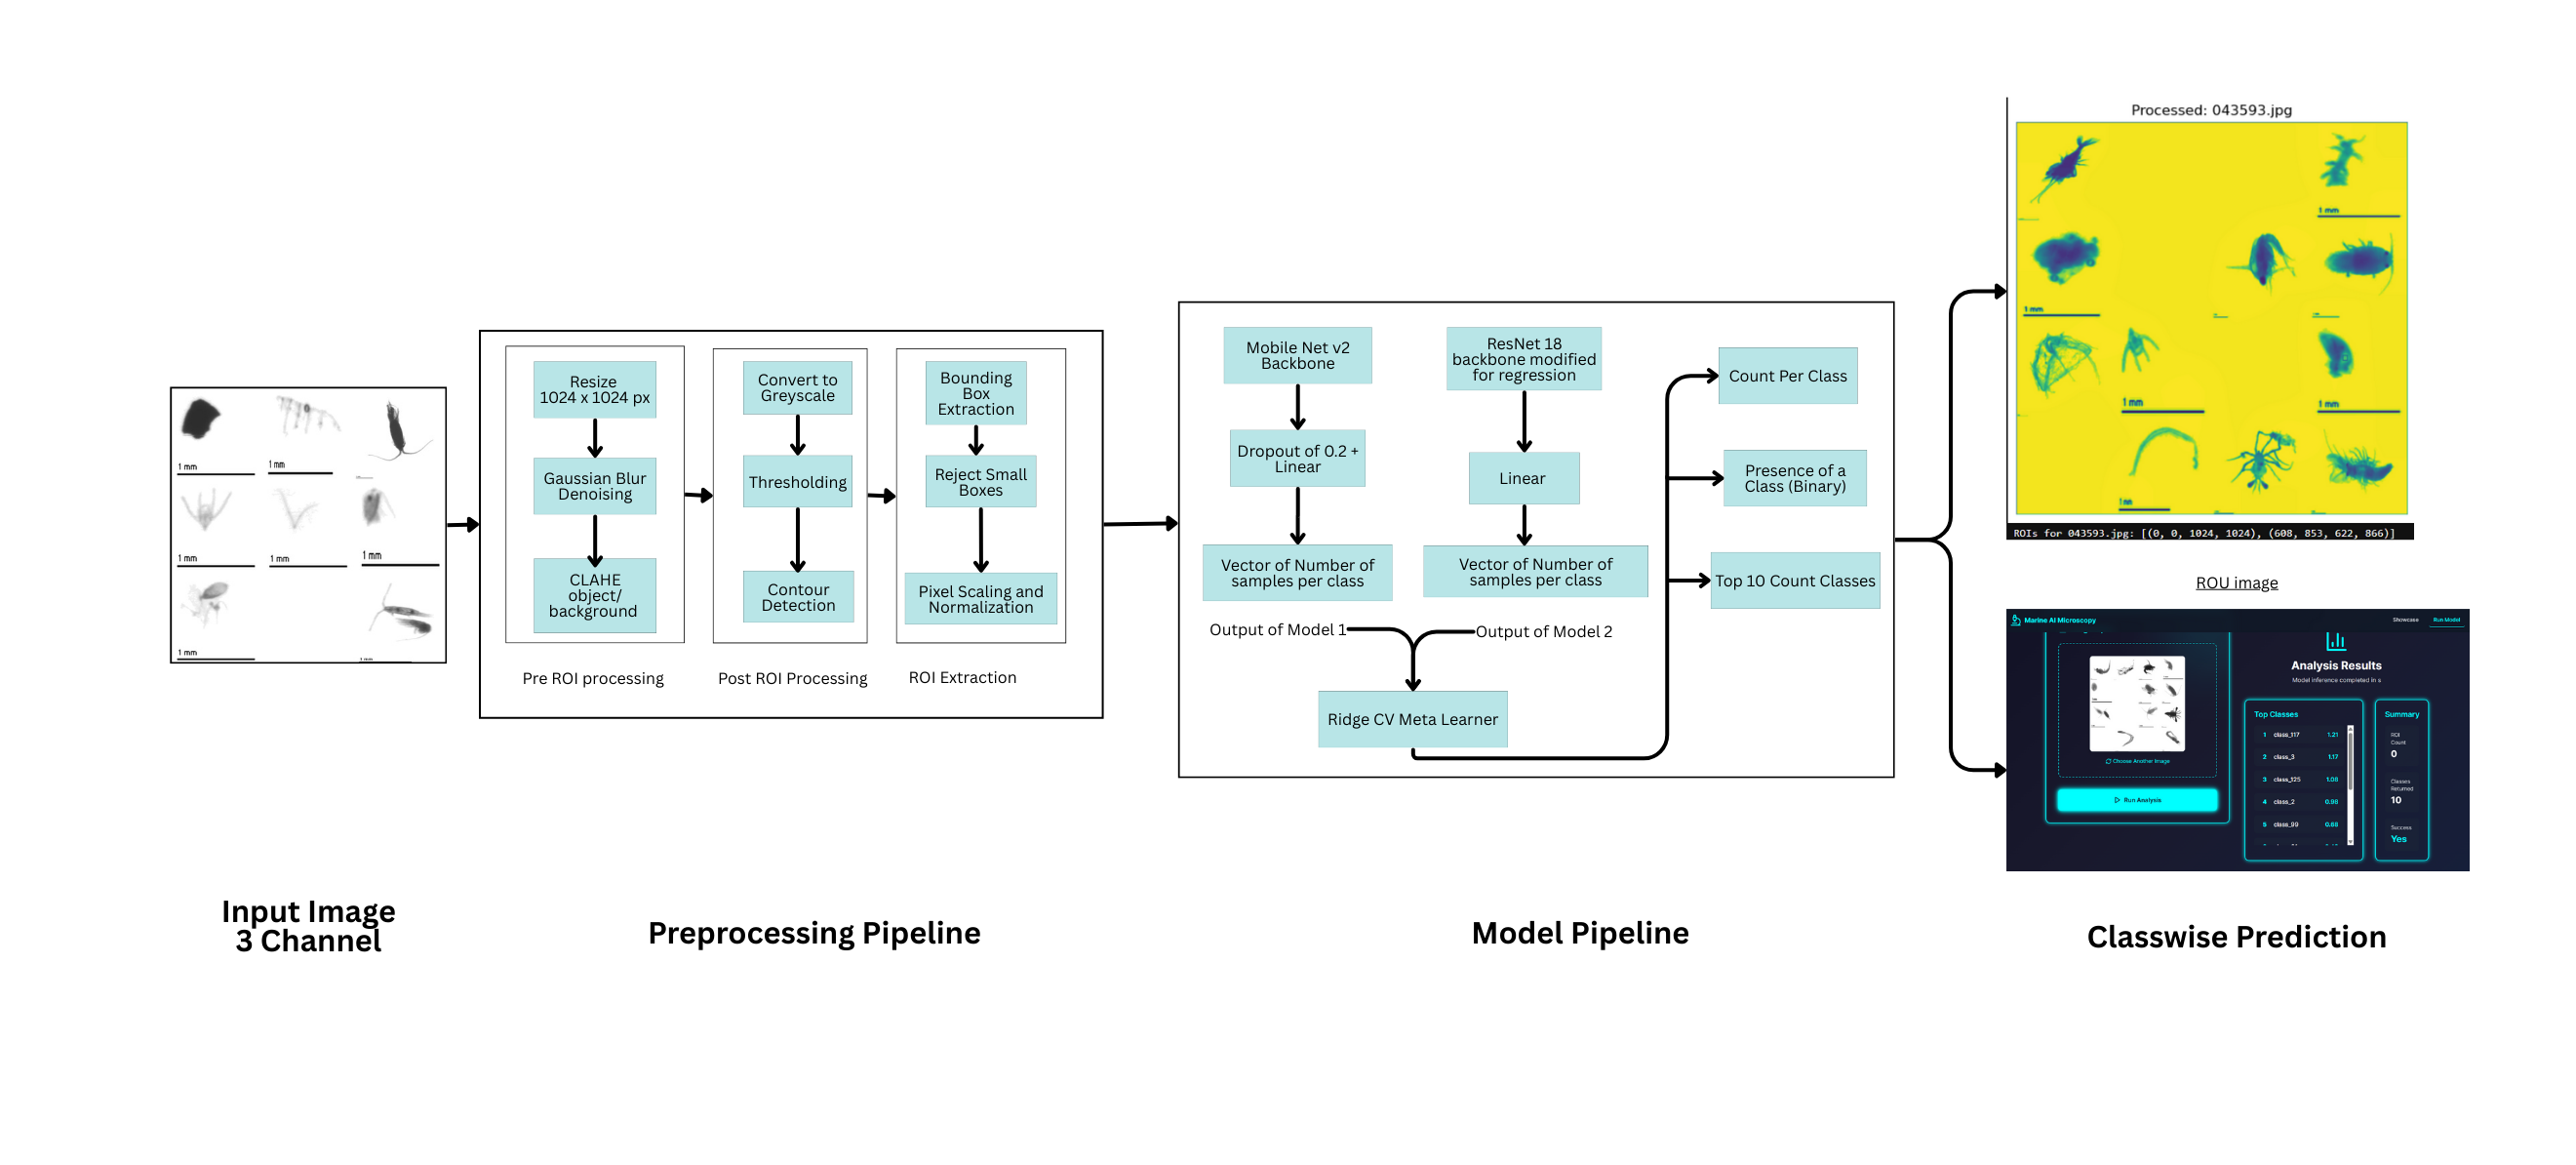 1 mm
1 mm
1 mm
1 mm
1 mm
1 mm
Input Image
3 Channel
Resize
1024 x 1024 px
Gaussian Blur
Denoising
CLAHE
object/
background
Pre ROI processing
Convert to
Greyscale
Thresholding
Contour
Detection
Post ROI Processing
Bounding
Box
Extraction
Reject Small
Boxes
Pixel Scaling and
Normalization
ROI Extraction
Preprocessing Pipeline
Mobile Net v2
Backbone
Dropout of 0.2 +
Linear
Vector of Number of
samples per class
Output of Model 1
ResNet 18
backbone modified
for regression
Linear
Vector of Number of
samples per class
Output of Model 2
Ridge CV Meta Learner
Count Per Class
Presence of a
Class (Binary)
Top 10 Count Classes
Model Pipeline
Processed: 043593.jpg
1 mm
1 mm
1 mm
1 mm
1mm
ROIs for 043593.jpg: [(0, 0, 1024, 1024), (608, 853, 622, 866)]
ROU image
Marine AI Microscopy
Showcase
Run Model
Choose Another Image
Run Analysis
Analysis Results
Model inference completed in s
Top Classes
1 class_117 1.21
2 class_3 1.17
3 class_125 1.08
4 class_2 0.98
5 class_99 0.68
Summary
ROI
Count
0
Classes
Returned
10
Success
Yes
Classwise Prediction